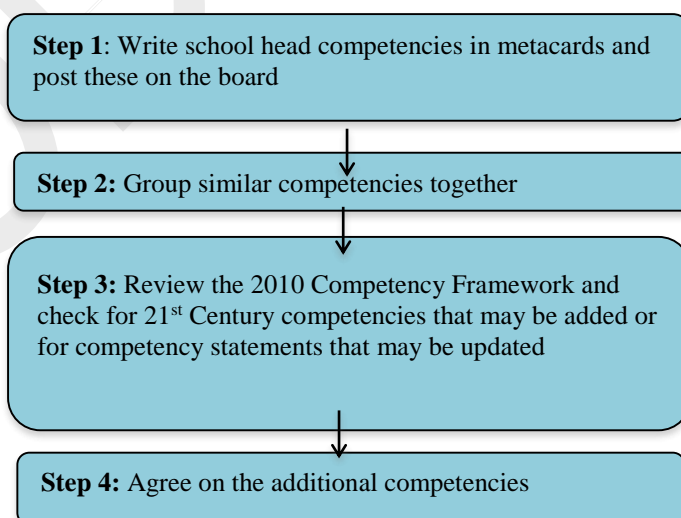 Step 1: Write school head competencies in metacards and
post these on the board
Step 2: Group similar competencies together
Step 3: Review the 2010 Competency Framework and
check for 21st Century competencies that may be added or
for competency statements that may be updated
Step 4: Agree on the additional competencies